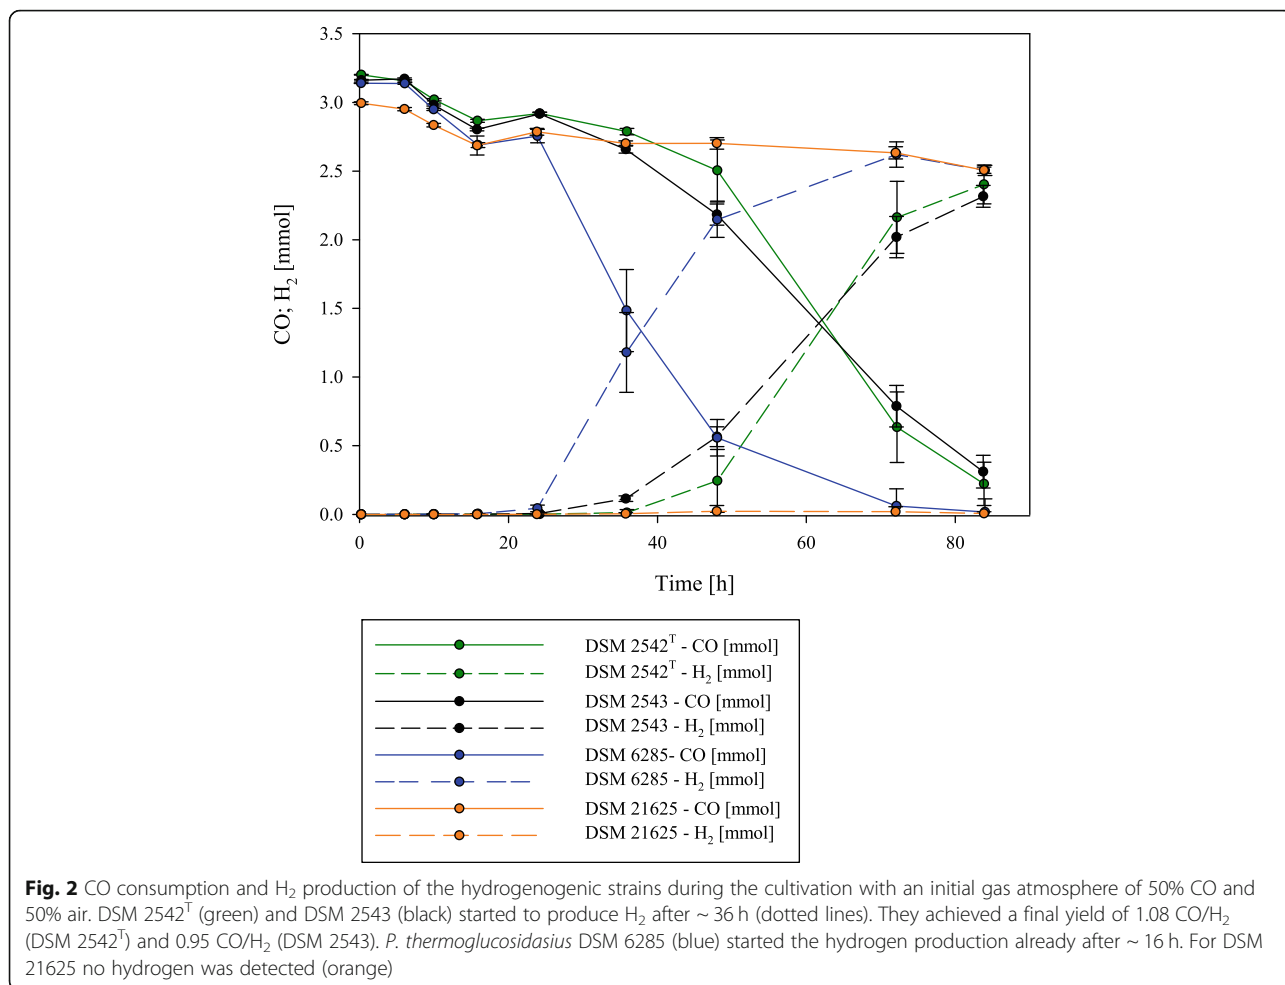 3.5
3.0
2.5
2.0
1.5
1.0
0.5
0.0
CO; H2 [mmol]
0 20 40 60 80
Time [h]
DSM 2542T - CO [mmol]
DSM 2542T - H2 [mmol]
DSM 2543 - CO [mmol]
DSM 2543 - H2 [mmol]
DSM 6285- CO [mmol]
DSM 6285 - H2 [mmol]
DSM 21625 - CO [mmol]
DSM 21625 - H2 [mmol]
Fig. 2 CO consumption and H2 production of the hydrogenogenic strains during the cultivation with an initial gas atmosphere of 50% CO and
50% air. DSM 2542T (green) and DSM 2543 (black) started to produce H2 after ~ 36 h (dotted lines). They achieved a final yield of 1.08 CO/H2
(DSM 2542T) and 0.95 CO/H2 (DSM 2543). P. thermoglucosidasius DSM 6285 (blue) started the hydrogen production already after ~ 16 h. For DSM
21625 no hydrogen was detected (orange)